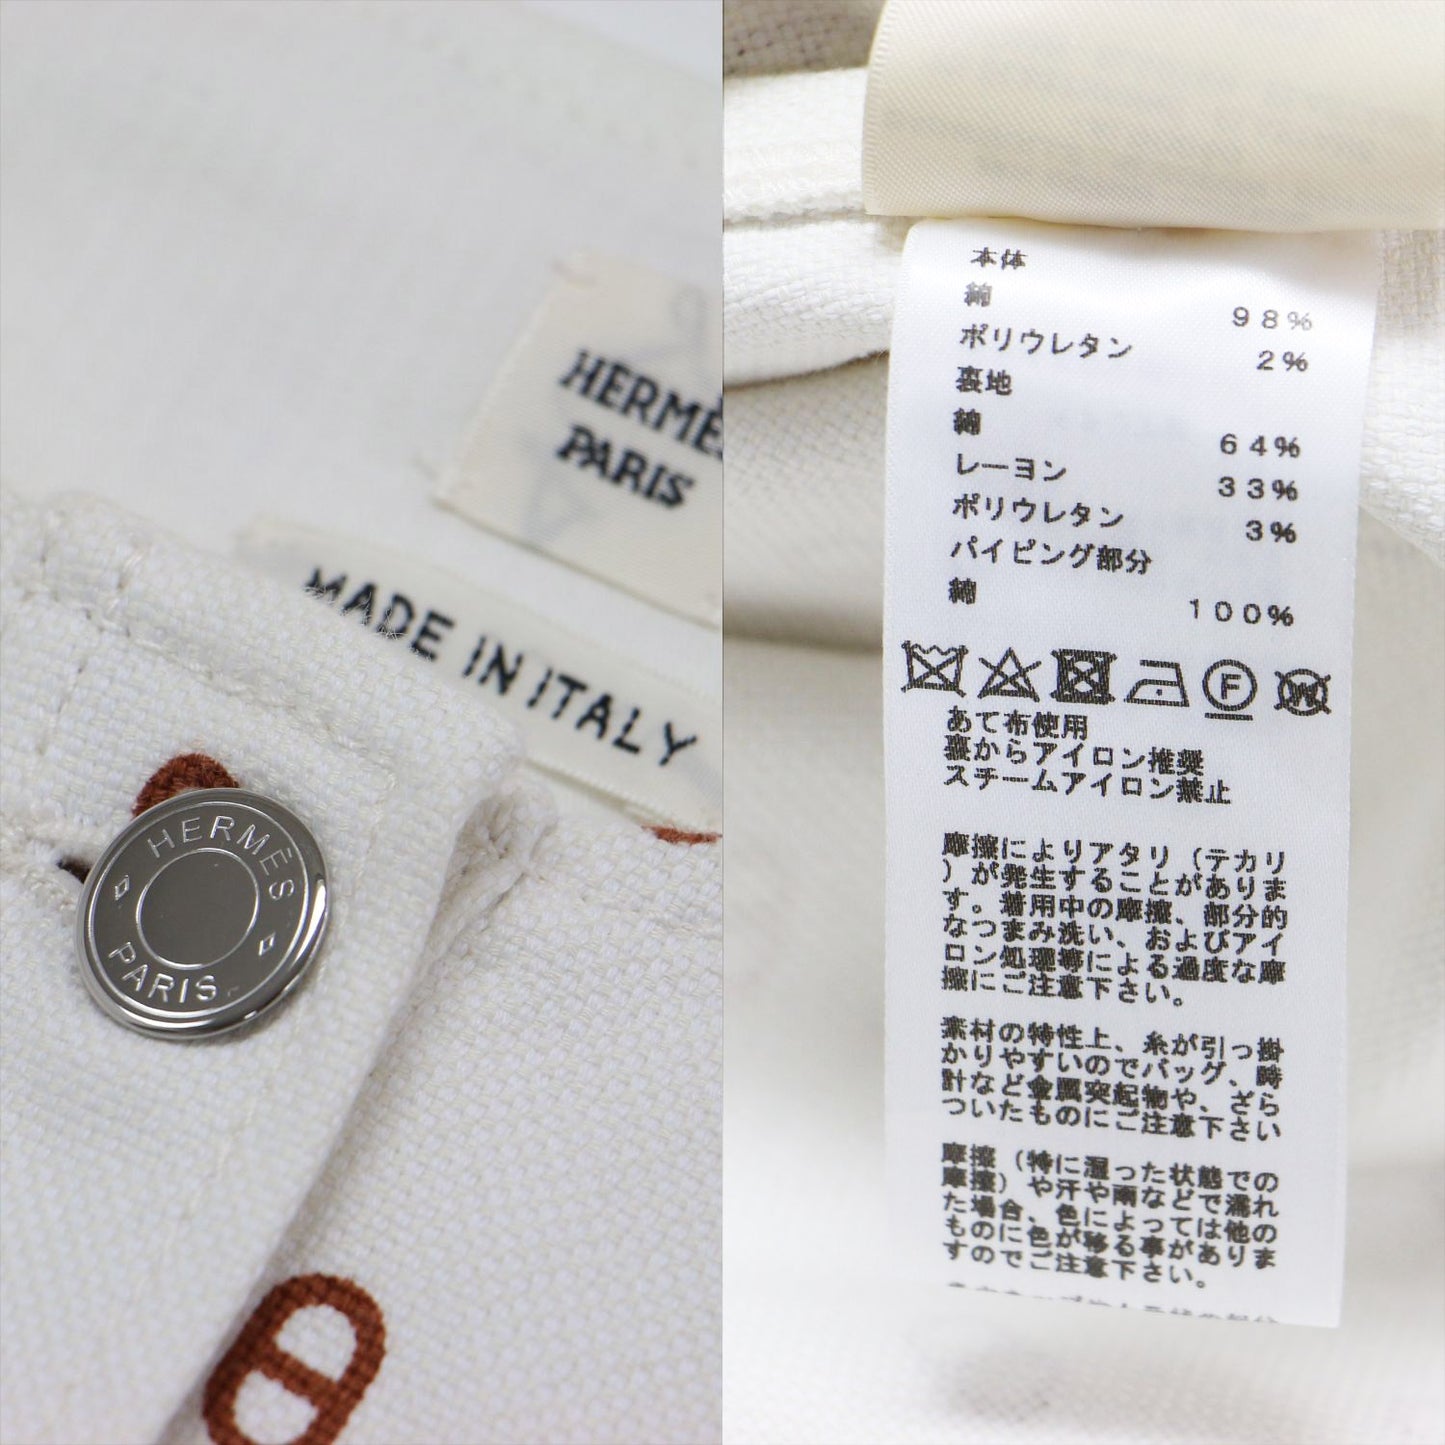 HERMÈS
PARIS
MADE IN ITALY
HERMÈS
PARIS
本体
綿 98%
ポリウレタン 2%
裏地
綿 64%
レーヨン 33%
ポリウレタン 3%
パイピング部分
綿 100%
F
W
あて布使用
裏からアイロン推奨
スチームアイロン禁止
摩擦によりアタリ（テカリ
）が発生することがありま
す。着用中の摩擦、部分的
なつまみ洗い、およびアイ
ロン処理等による過度な摩
擦にご注意下さい。
素材の特性上、糸が引っ掛
かりやすいのでバッグ、時
計など金属突起物や、ざら
ついたものにご注意下さい
摩擦（特に湿った状態での
摩擦）や汗や雨などで濡れ
た場合、色によっては他の
ものに色が移る事がありま
すのでご注意下さい。